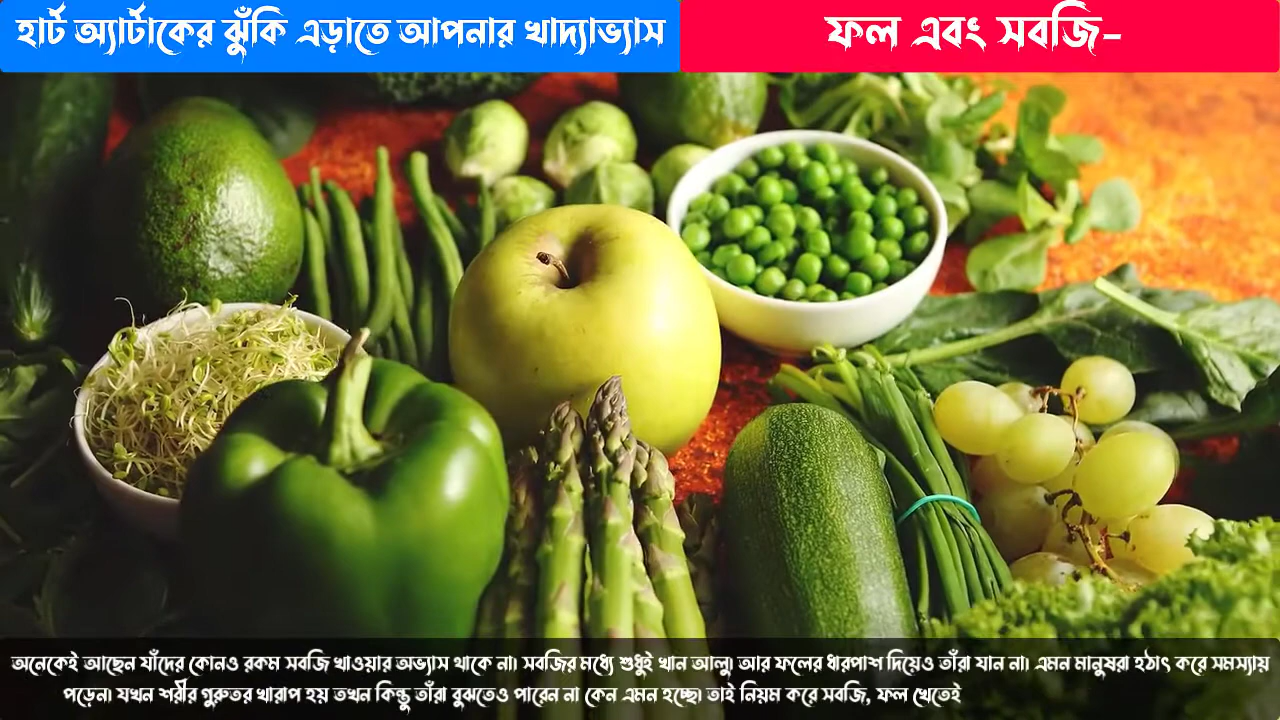 হার্ট অ্যার্টাকের ঝুঁকি এড়াতে আপনার খাদ্যাভ্যাস
ফল এবং সবজি-
অনেকেই আছেন যাঁদের কোনও রকম সবজি খাওয়ার অভ্যাস থাকে না। সবজির মধ্যে শুধুই খান আলু। আর ফলের ধারপাশ দিয়েও তাঁরা যান না। এমন মানুষরা হঠাৎ করে সমস্যায়
পড়েন। যখন শরীর গুরুতর খারাপ হয় তখন কিন্তু তাঁরা বুঝতেও পারেন না কেন এমন হচ্ছে। তাই নিয়ম করে সবজি, ফল খেতেই